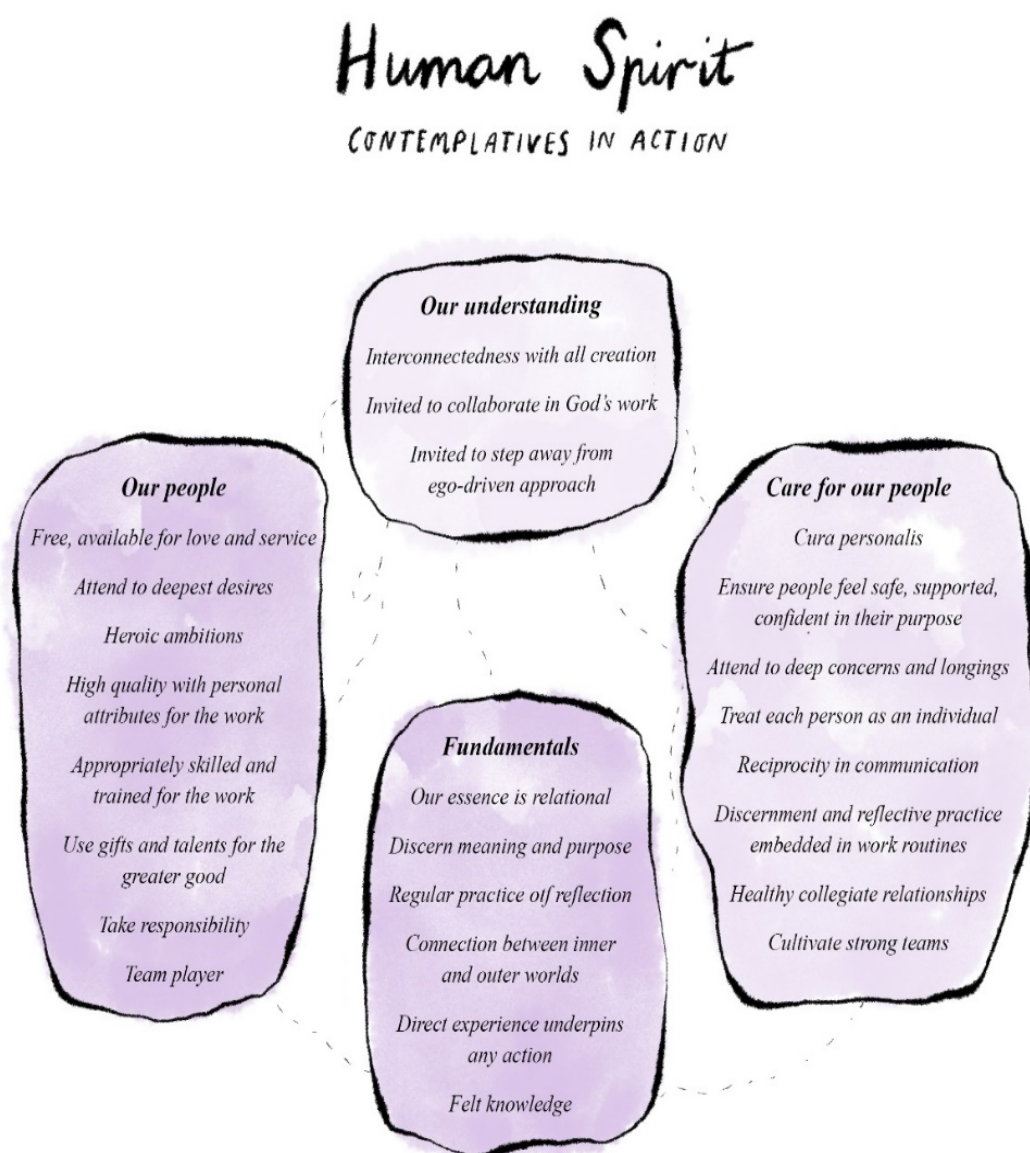 Human Spirit
CONTEMPLATIVES IN ACTION
Our understanding
Interconnectedness with all creation
Invited to collaborate in God's work
Invited to step away from
ego-driven approach
Our people
Free, available for love and service
Attend to deepest desires
Heroic ambitions
High quality with personal
attributes for the work
Appropriately skilled and
trained for the work
Use gifts and talents for the
greater good
Take responsibility
Team player
Fundamentals
Our essence is relational
Discern meaning and purpose
Regular practice otf reflection
Connection between inner
and outer worlds
Direct experience underpins
any action
Felt knowledge
Care for our people
Cura personalis
Ensure people feel safe, supported,
confident in their purpose
Attend to deep concerns and longings
Treat each person as an individual
Reciprocity in communication
Discernment and reflective practice
embedded in work routines
Healthy collegiate relationships
Cultivate strong teams